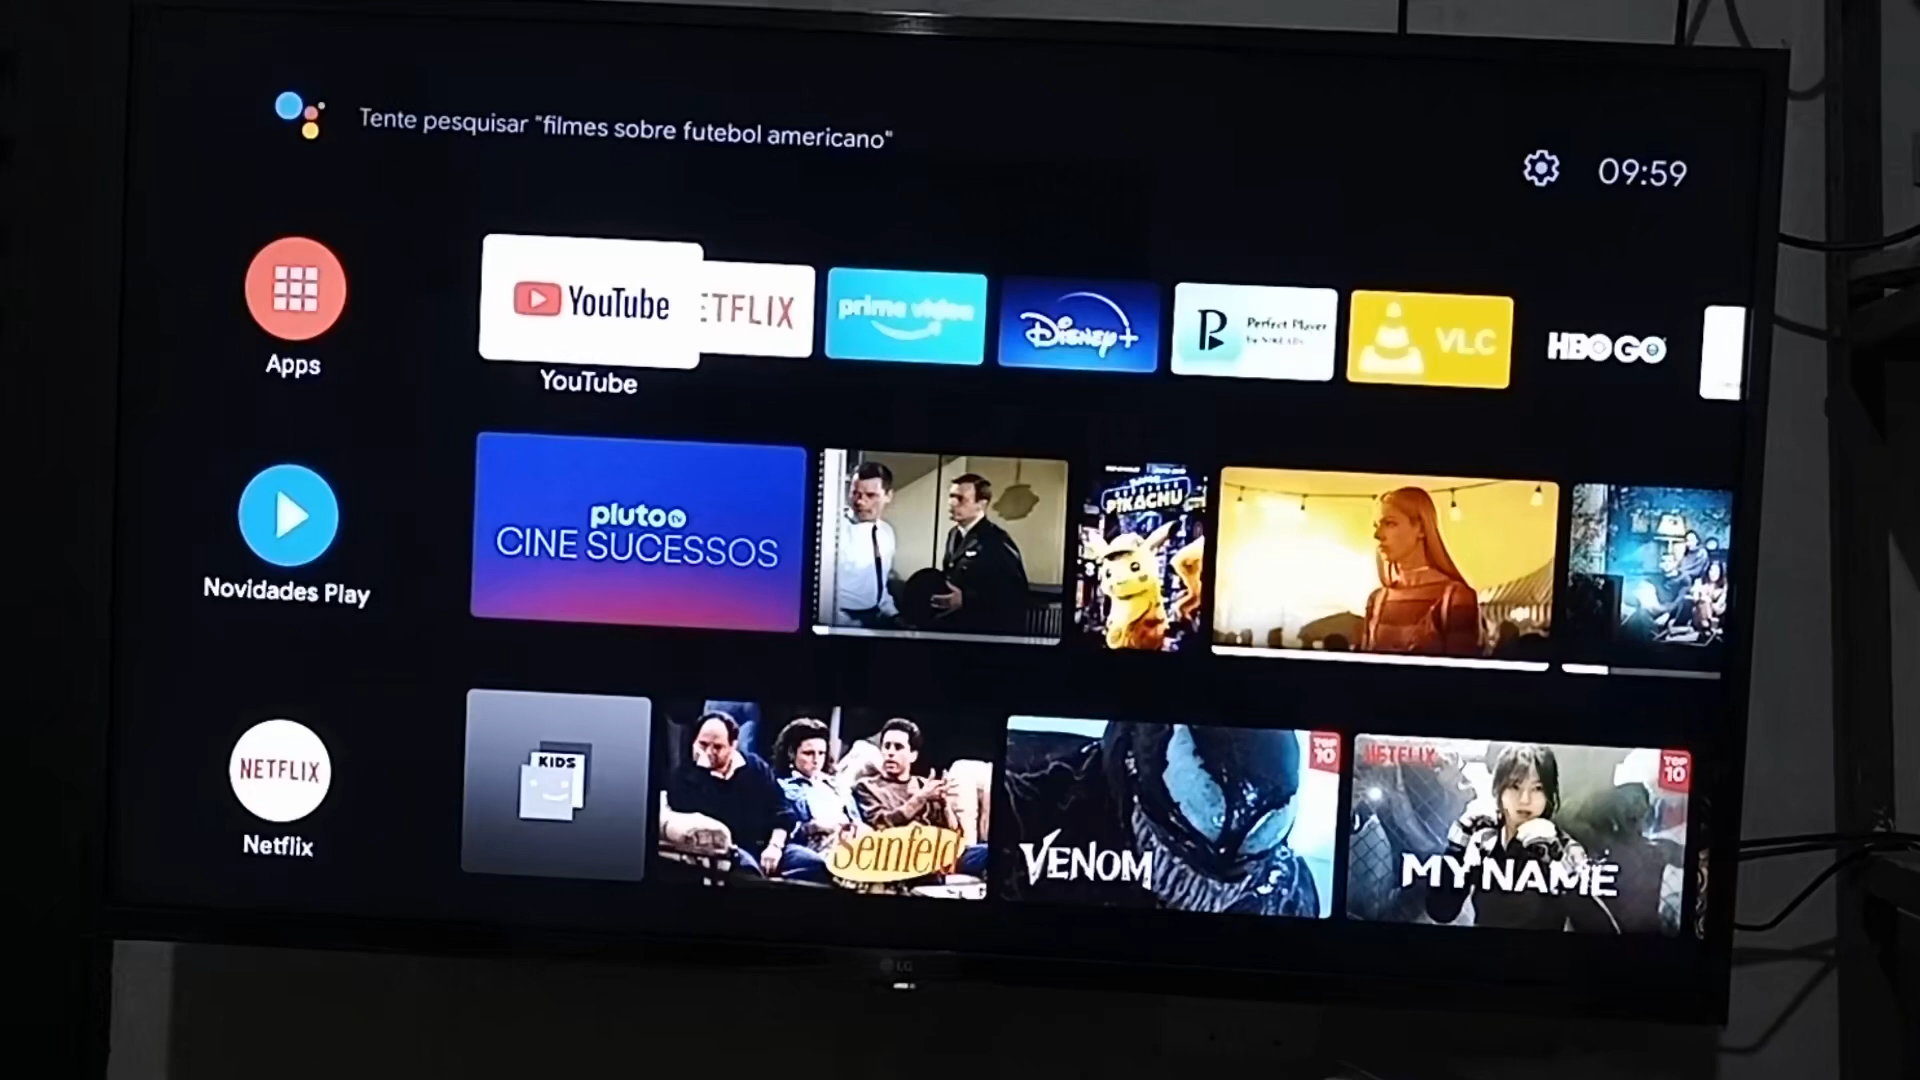 Tente pesquisar "filmes sobre futebol americano"
09:59
YouTube
ETFLIX
prime video
Disney+
Perfect Player
VLC
HBO GO
Apps
YouTube
pluto tv
CINE SUCESSOS
PIKACHU
Novidades Play
KIDS
Seinfeld
VENOM
TOP
10
NETFLIX
MY NAME
TOP
10
NETFLIX
Netflix
LG